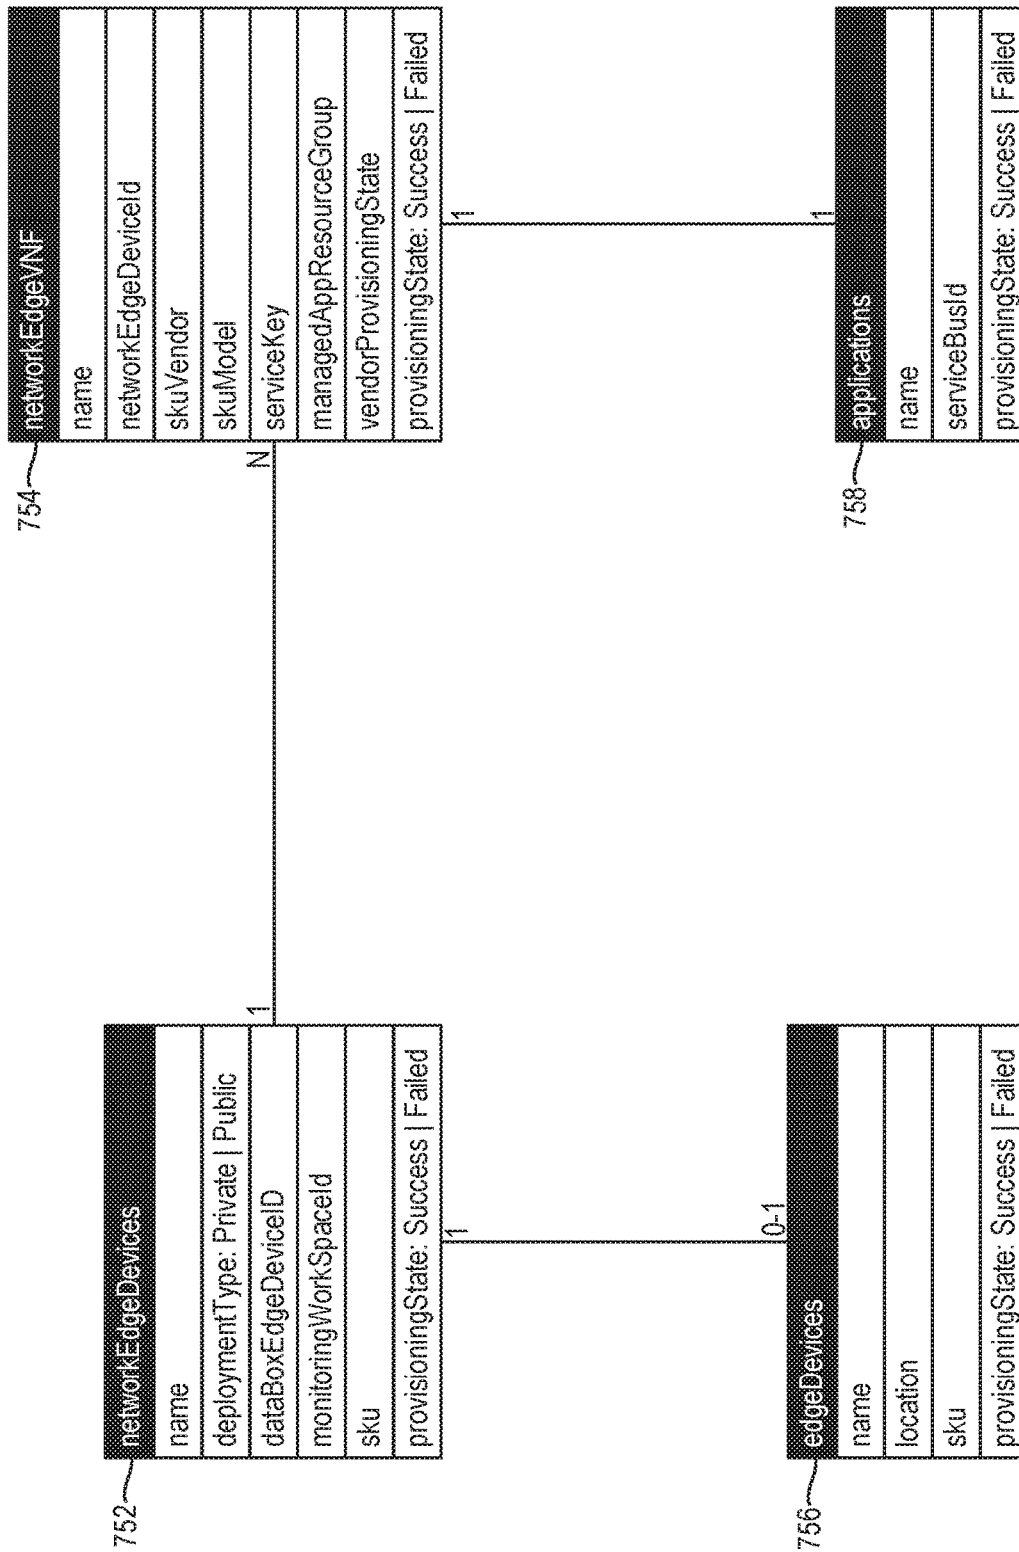 752
networkEdgeDevices
name
deploymentType: Private | Public
dataBoxEdgeDeviceID
monitoringWorkSpaceId
sku
provisioningState: Success | Failed
1
N
754
networkEdgeVNF
name
networkEdgeDeviceId
skuVendor
skuModel
serviceKey
managedAppResourceGroup
vendorProvisioningState
provisioningState: Success | Failed
1
0-1
756
edgeDevices
name
location
sku
provisioningState: Success | Failed
1
1
758
applications
name
serviceBusId
provisioningState: Success | Failed